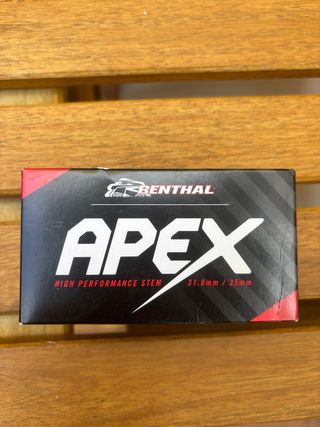 RENTHAL
APEX
HIGH PERFORMANCE STEM 31.8mm / 35mm